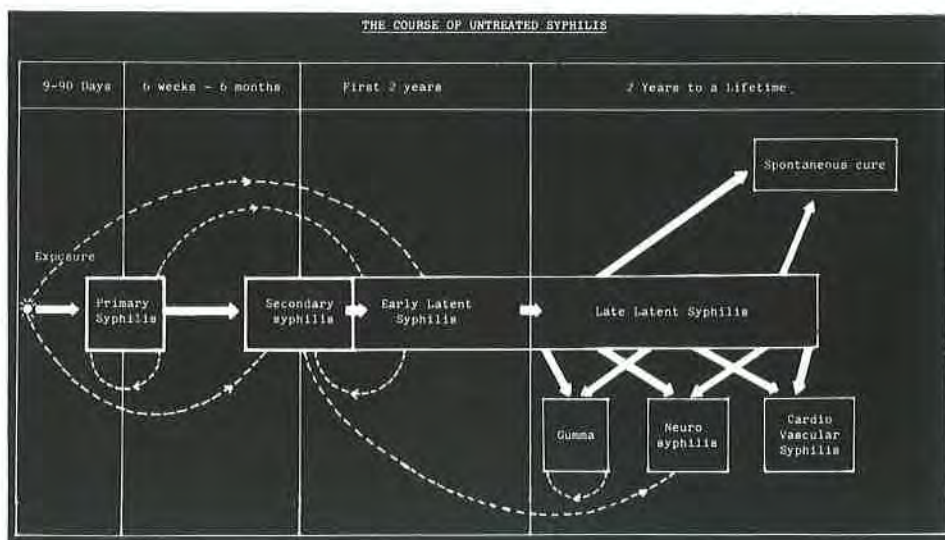 THE COURSE OF UNTREATED SYPHILIS
9-90 Days
6 weeks - 6 months
First 2 years
2 Years to a Lifetime.
Spontaneous cure
Exposure
Primary
Syphilis
Secondary
syphilis
Early Latent
Syphilis
Late Latent Syphilis
Gumma
Neuro
syphilis
Cardio
Vascular
Syphilis